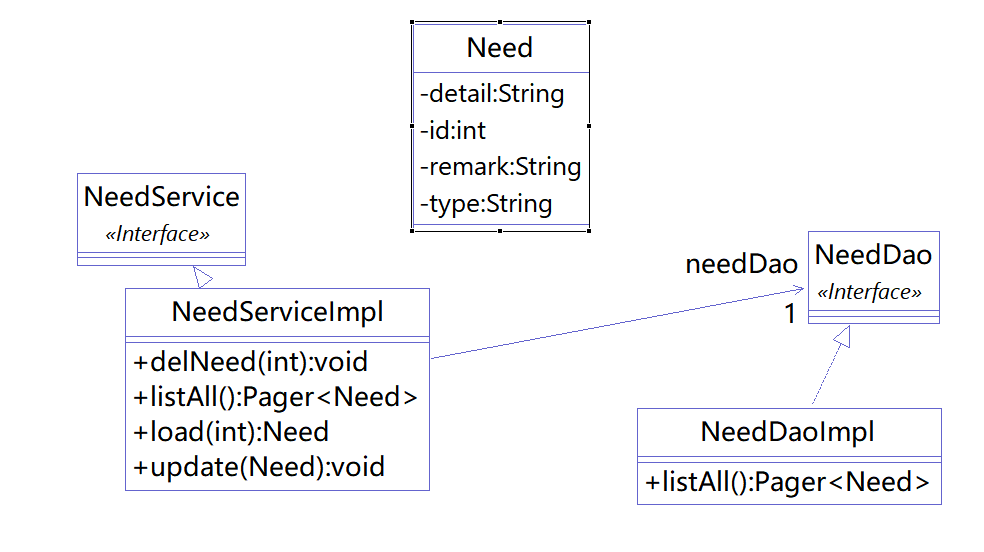 Need
-detail:String
-id:int
-remark:String
-type:String
NeedService
«Interface»
NeedServiceImpl
+delNeed(int):void
+listAll():Pager<Need>
+load(int):Need
+update(Need):void
needDao
1
NeedDao
«Interface»
NeedDaoImpl
+listAll():Pager<Need>